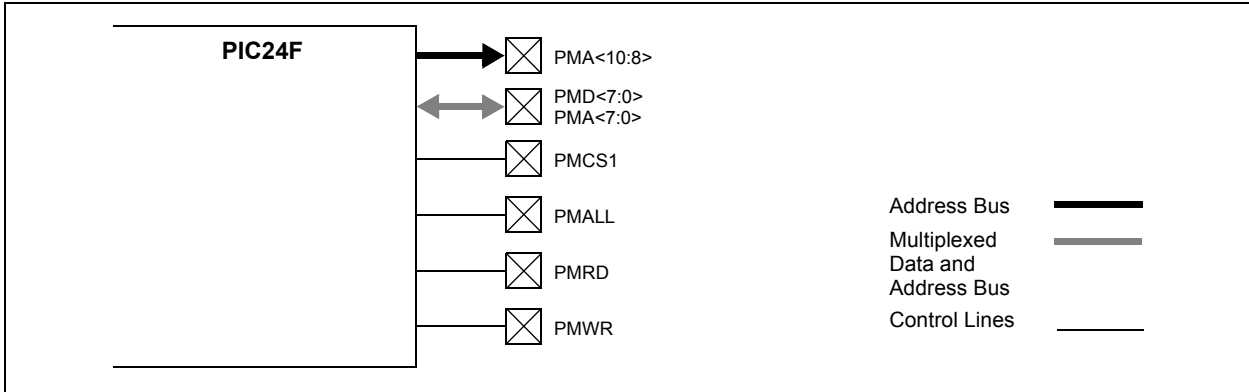 PIC24F
PMA<10:8>
PMD<7:0>
PMA<7:0>
PMCS1
PMALL
PMRD
PMWR
Address Bus
Multiplexed
Data and
Address Bus
Control Lines